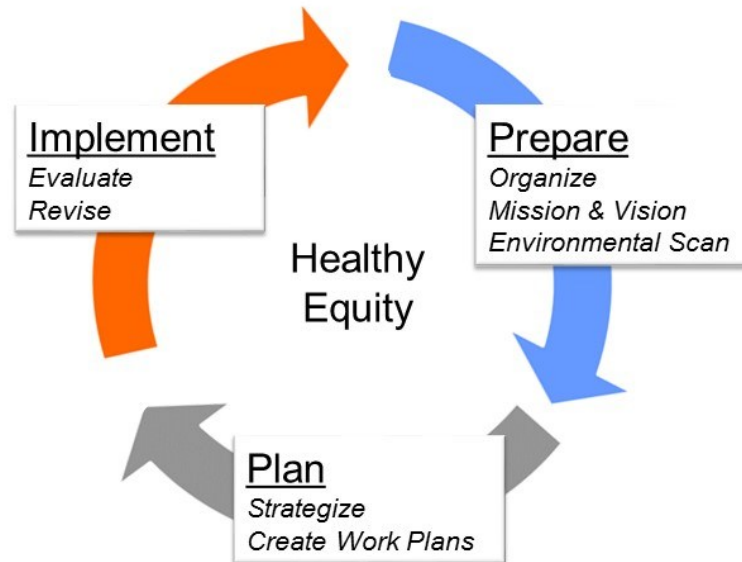 Implement
Evaluate
Revise
Prepare
Organize
Mission & Vision
Environmental Scan
Healthy
Equity
Plan
Strategize
Create Work Plans